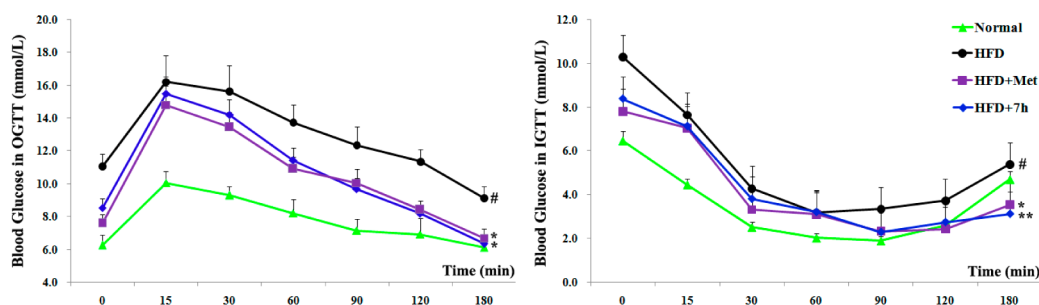 Blood Glucose in OGTT (mmol/L)
20.0
18.0
16.0
14.0
12.0
10.0
8.0
6.0
4.0
#
*
*
Time (min)
0 15 30 60 90 120 180
Blood Glucose in IGTT (mmol/L)
12.0
10.0
8.0
6.0
4.0
2.0
0.0
Normal
HFD
HFD+Met
HFD+7h
#
*
**
Time (min)
0 15 30 60 90 120 180